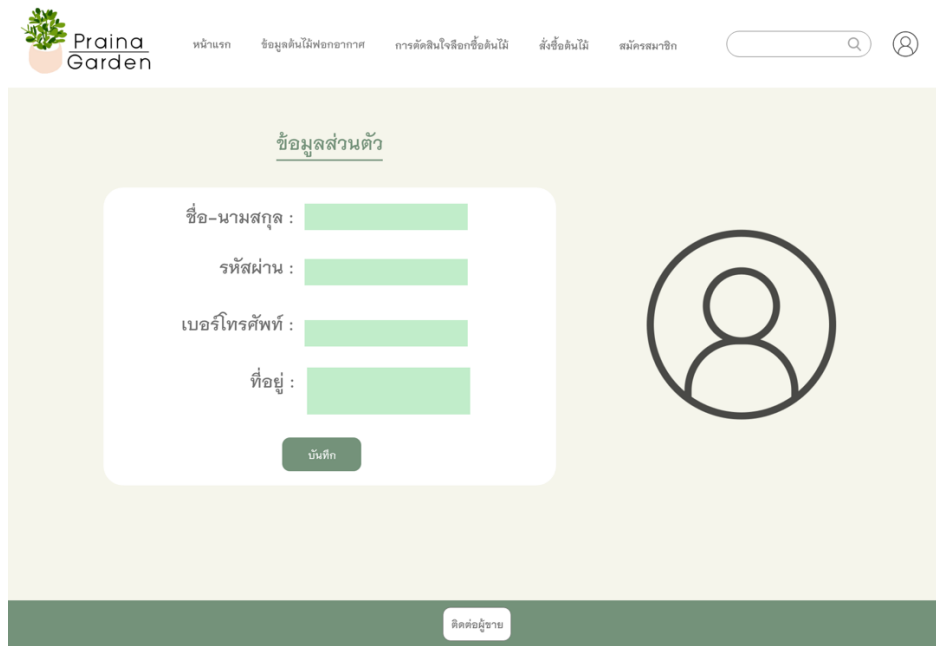 Praina
Garden
หน้าแรก ข้อมูลต้นไม้ฟอกอากาศ การตัดสินใจลือกซื้อต้นไม้ สั่งซื้อต้นไม้ สมัครสมาชิก
ข้อมูลส่วนตัว
ชื่อ-นามสกุล :
รหัสผ่าน :
เบอร์โทรศัพท์ :
ที่อยู่ :
บันทึก
ติดต่อผู้ขาย